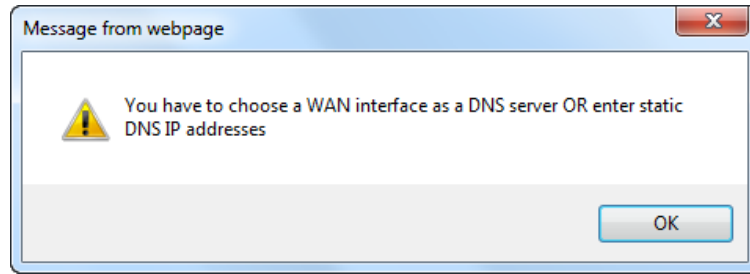 Message from webpage
You have to choose a WAN interface as a DNS server OR enter static
DNS IP addresses
OK